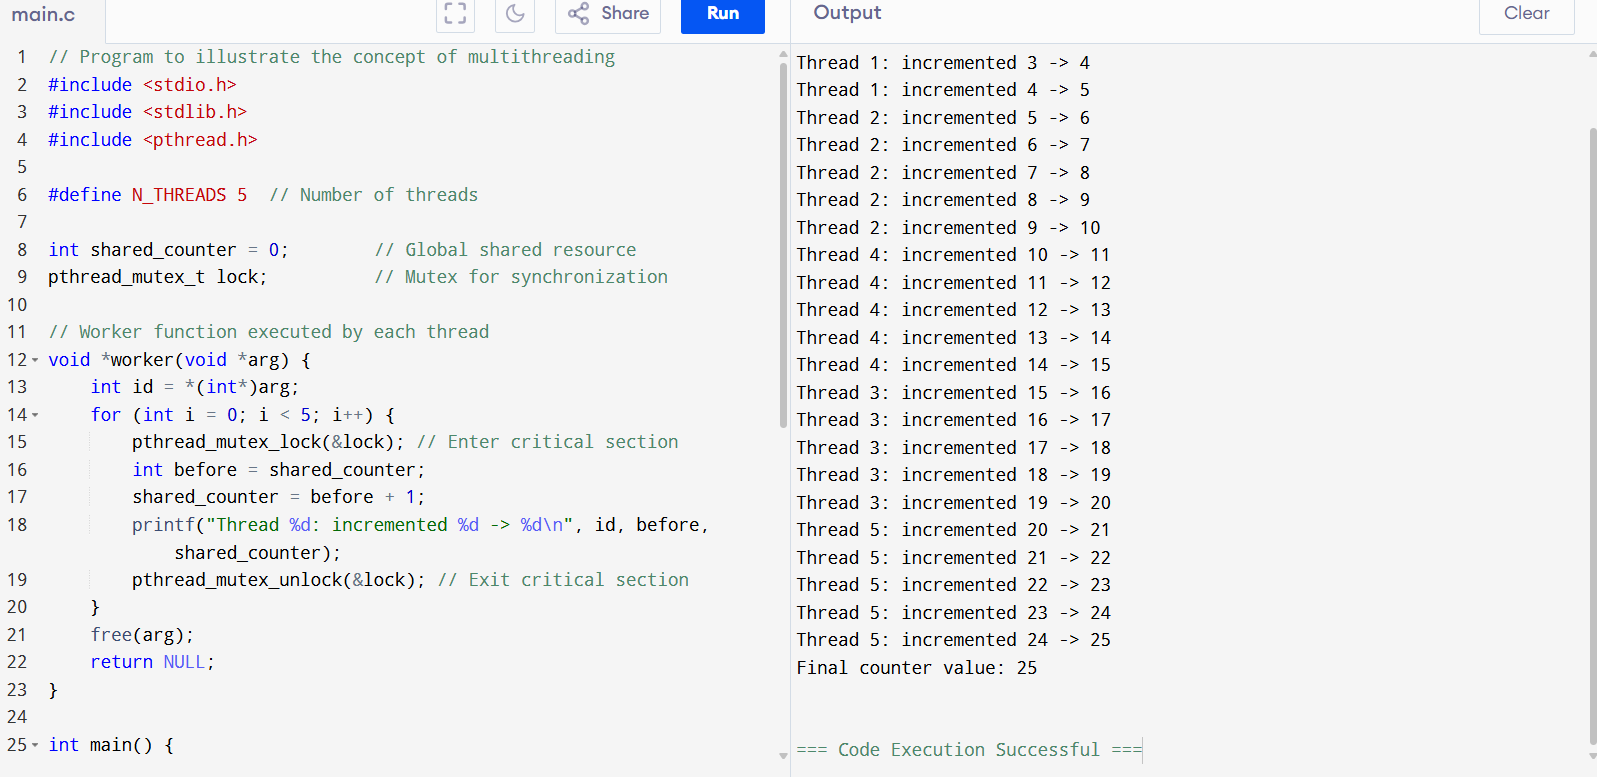 main.c
Share
Run
Output
Clear
1 // Program to illustrate the concept of multithreading
2 #include <stdio.h>
3 #include <stdlib.h>
4 #include <pthread.h>
5
6 #define N_THREADS 5  // Number of threads
7
8 int shared_counter = 0;        // Global shared resource
9 pthread_mutex_t lock;          // Mutex for synchronization
10
11 // Worker function executed by each thread
12 void *worker(void *arg) {
13     int id = *(int*)arg;
14     for (int i = 0; i < 5; i++) {
15         pthread_mutex_lock(&lock); // Enter critical section
16         int before = shared_counter;
17         shared_counter = before + 1;
18         printf("Thread %d: incremented %d -> %d\n", id, before,
            shared_counter);
19         pthread_mutex_unlock(&lock); // Exit critical section
20     }
21     free(arg);
22     return NULL;
23 }
24
25 int main() {
Thread 1: incremented 3 -> 4
Thread 1: incremented 4 -> 5
Thread 2: incremented 5 -> 6
Thread 2: incremented 6 -> 7
Thread 2: incremented 7 -> 8
Thread 2: incremented 8 -> 9
Thread 2: incremented 9 -> 10
Thread 4: incremented 10 -> 11
Thread 4: incremented 11 -> 12
Thread 4: incremented 12 -> 13
Thread 4: incremented 13 -> 14
Thread 4: incremented 14 -> 15
Thread 3: incremented 15 -> 16
Thread 3: incremented 16 -> 17
Thread 3: incremented 17 -> 18
Thread 3: incremented 18 -> 19
Thread 3: incremented 19 -> 20
Thread 5: incremented 20 -> 21
Thread 5: incremented 21 -> 22
Thread 5: incremented 22 -> 23
Thread 5: incremented 23 -> 24
Thread 5: incremented 24 -> 25
Final counter value: 25
=== Code Execution Successful ===